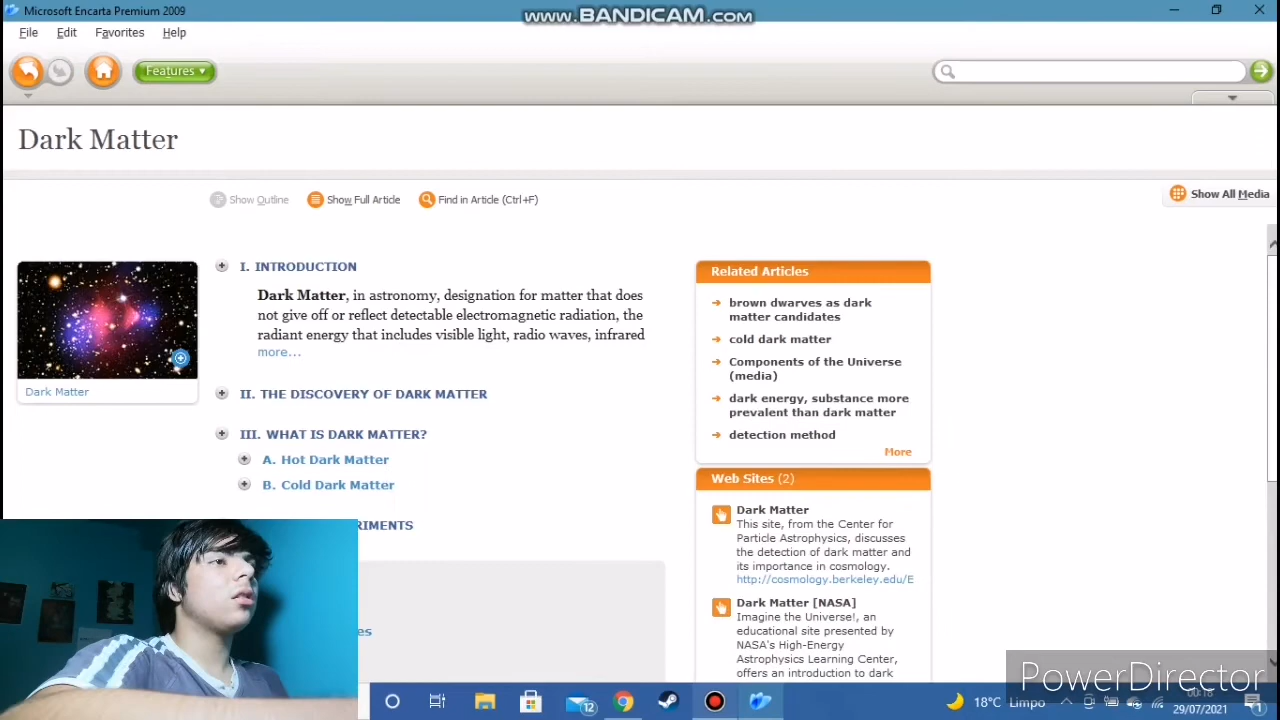 Microsoft Encarta Premium 2009
www.BANDICAM.com
File Edit Favorites Help
Features
Dark Matter
Show Outline Show Full Article Find in Article (Ctrl+F)
Show All Media
Dark Matter
I. INTRODUCTION
Dark Matter, in astronomy, designation for matter that does
not give off or reflect detectable electromagnetic radiation, the
radiant energy that includes visible light, radio waves, infrared
more...
II. THE DISCOVERY OF DARK MATTER
III. WHAT IS DARK MATTER?
A. Hot Dark Matter
B. Cold Dark Matter
RIMENTS
es
Related Articles
brown dwarves as dark
matter candidates
cold dark matter
Components of the Universe
(media)
dark energy, substance more
prevalent than dark matter
detection method
More
Web Sites (2)
Dark Matter
This site, from the Center for
Particle Astrophysics, discusses
the detection of dark matter and
its importance in cosmology.
http://cosmology.berkeley.edu/E
Dark Matter [NASA]
Imagine the Universe!, an
educational site presented by
NASA's High-Energy
Astrophysics Learning Center,
offers an introduction to dark
PowerDirector
12
18°C Limpo
00:18
29/07/2021
1